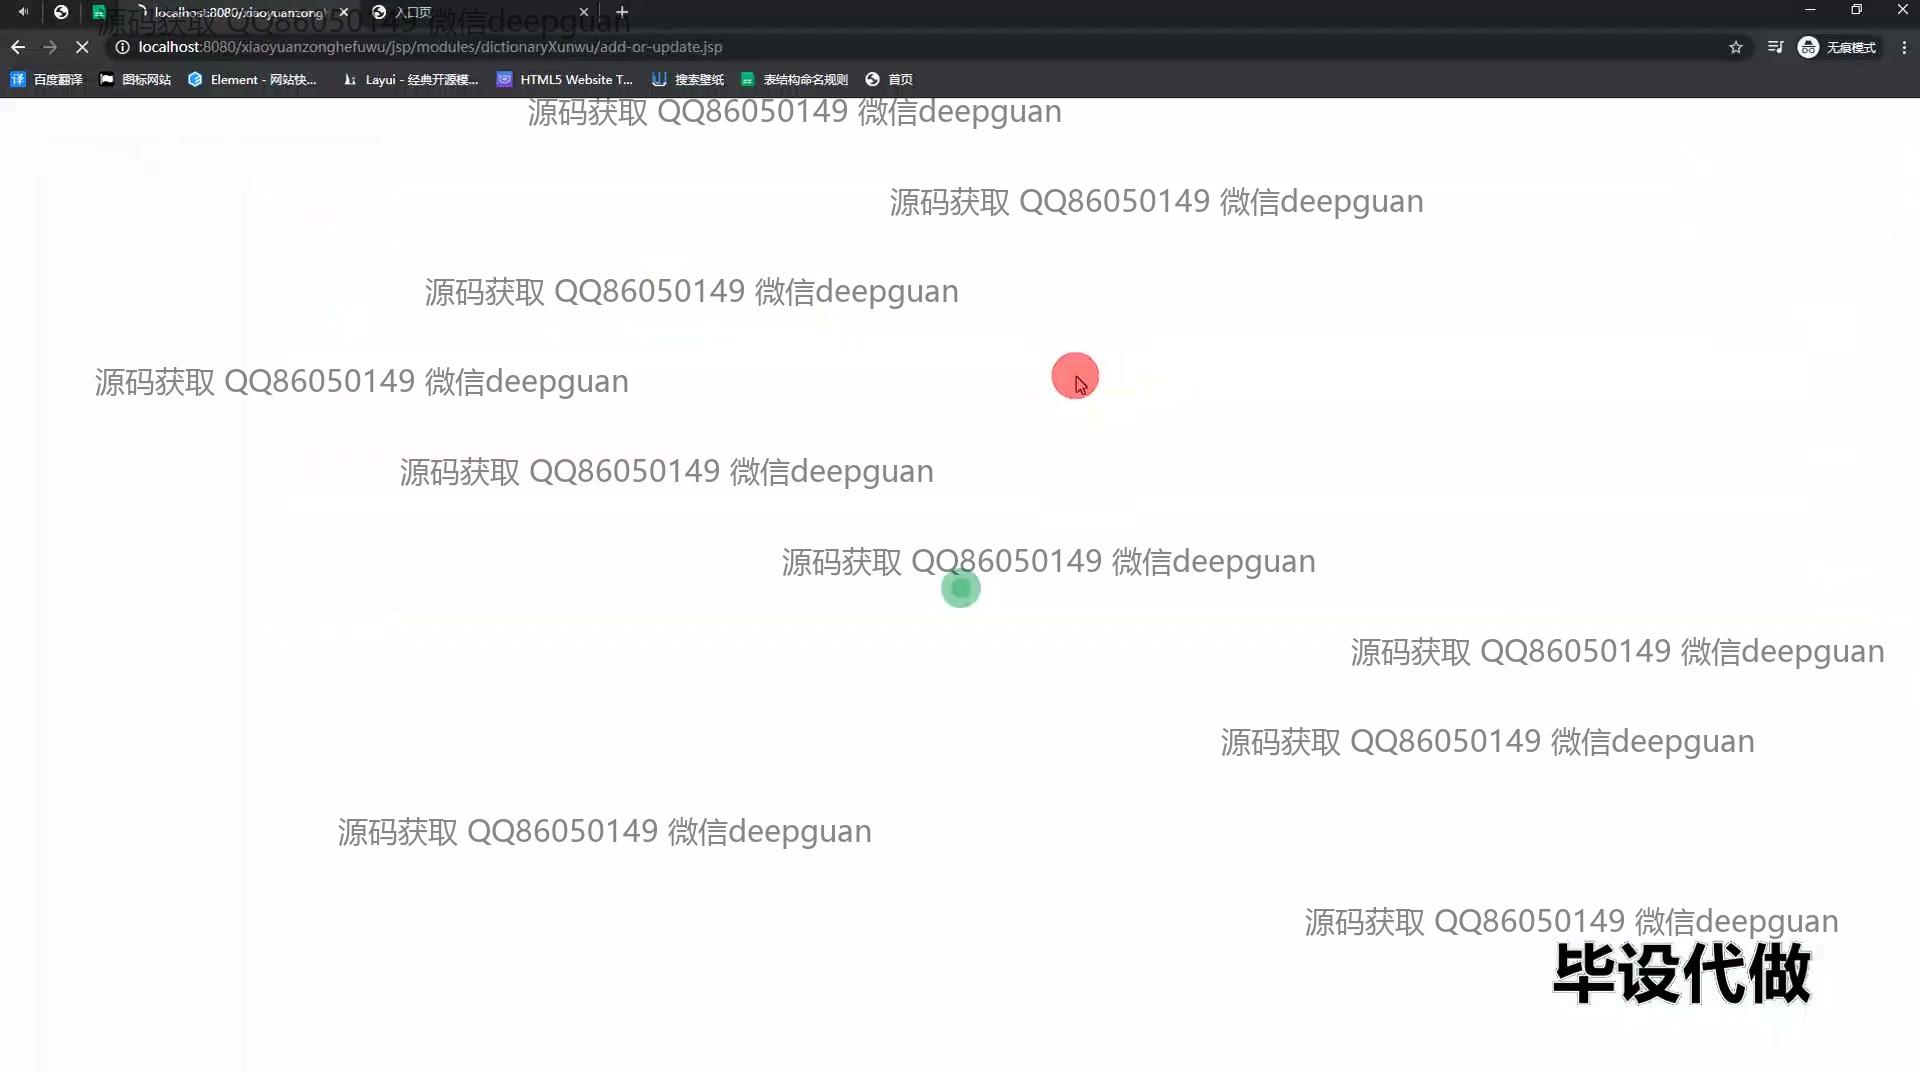 localhost:8080/xiaoyuanzong
入口页
源码获取 QQ86050149 微信deepguan
localhost:8080/xiaoyuanzonghefuwu/jsp/modules/dictionaryXunwu/add-or-update.jsp
无痕模式
百度翻译
图标网站
Element - 网站快...
Layui - 经典开源模...
HTML5 Website T...
搜索壁纸
表结构命名规则
首页
源码获取 QQ86050149 微信deepguan
源码获取 QQ86050149 微信deepguan
源码获取 QQ86050149 微信deepguan
源码获取 QQ86050149 微信deepguan
源码获取 QQ86050149 微信deepguan
源码获取 QQ86050149 微信deepguan
源码获取 QQ86050149 微信deepguan
源码获取 QQ86050149 微信deepguan
源码获取 QQ86050149 微信deepguan
源码获取 QQ86050149 微信deepguan
毕设代做